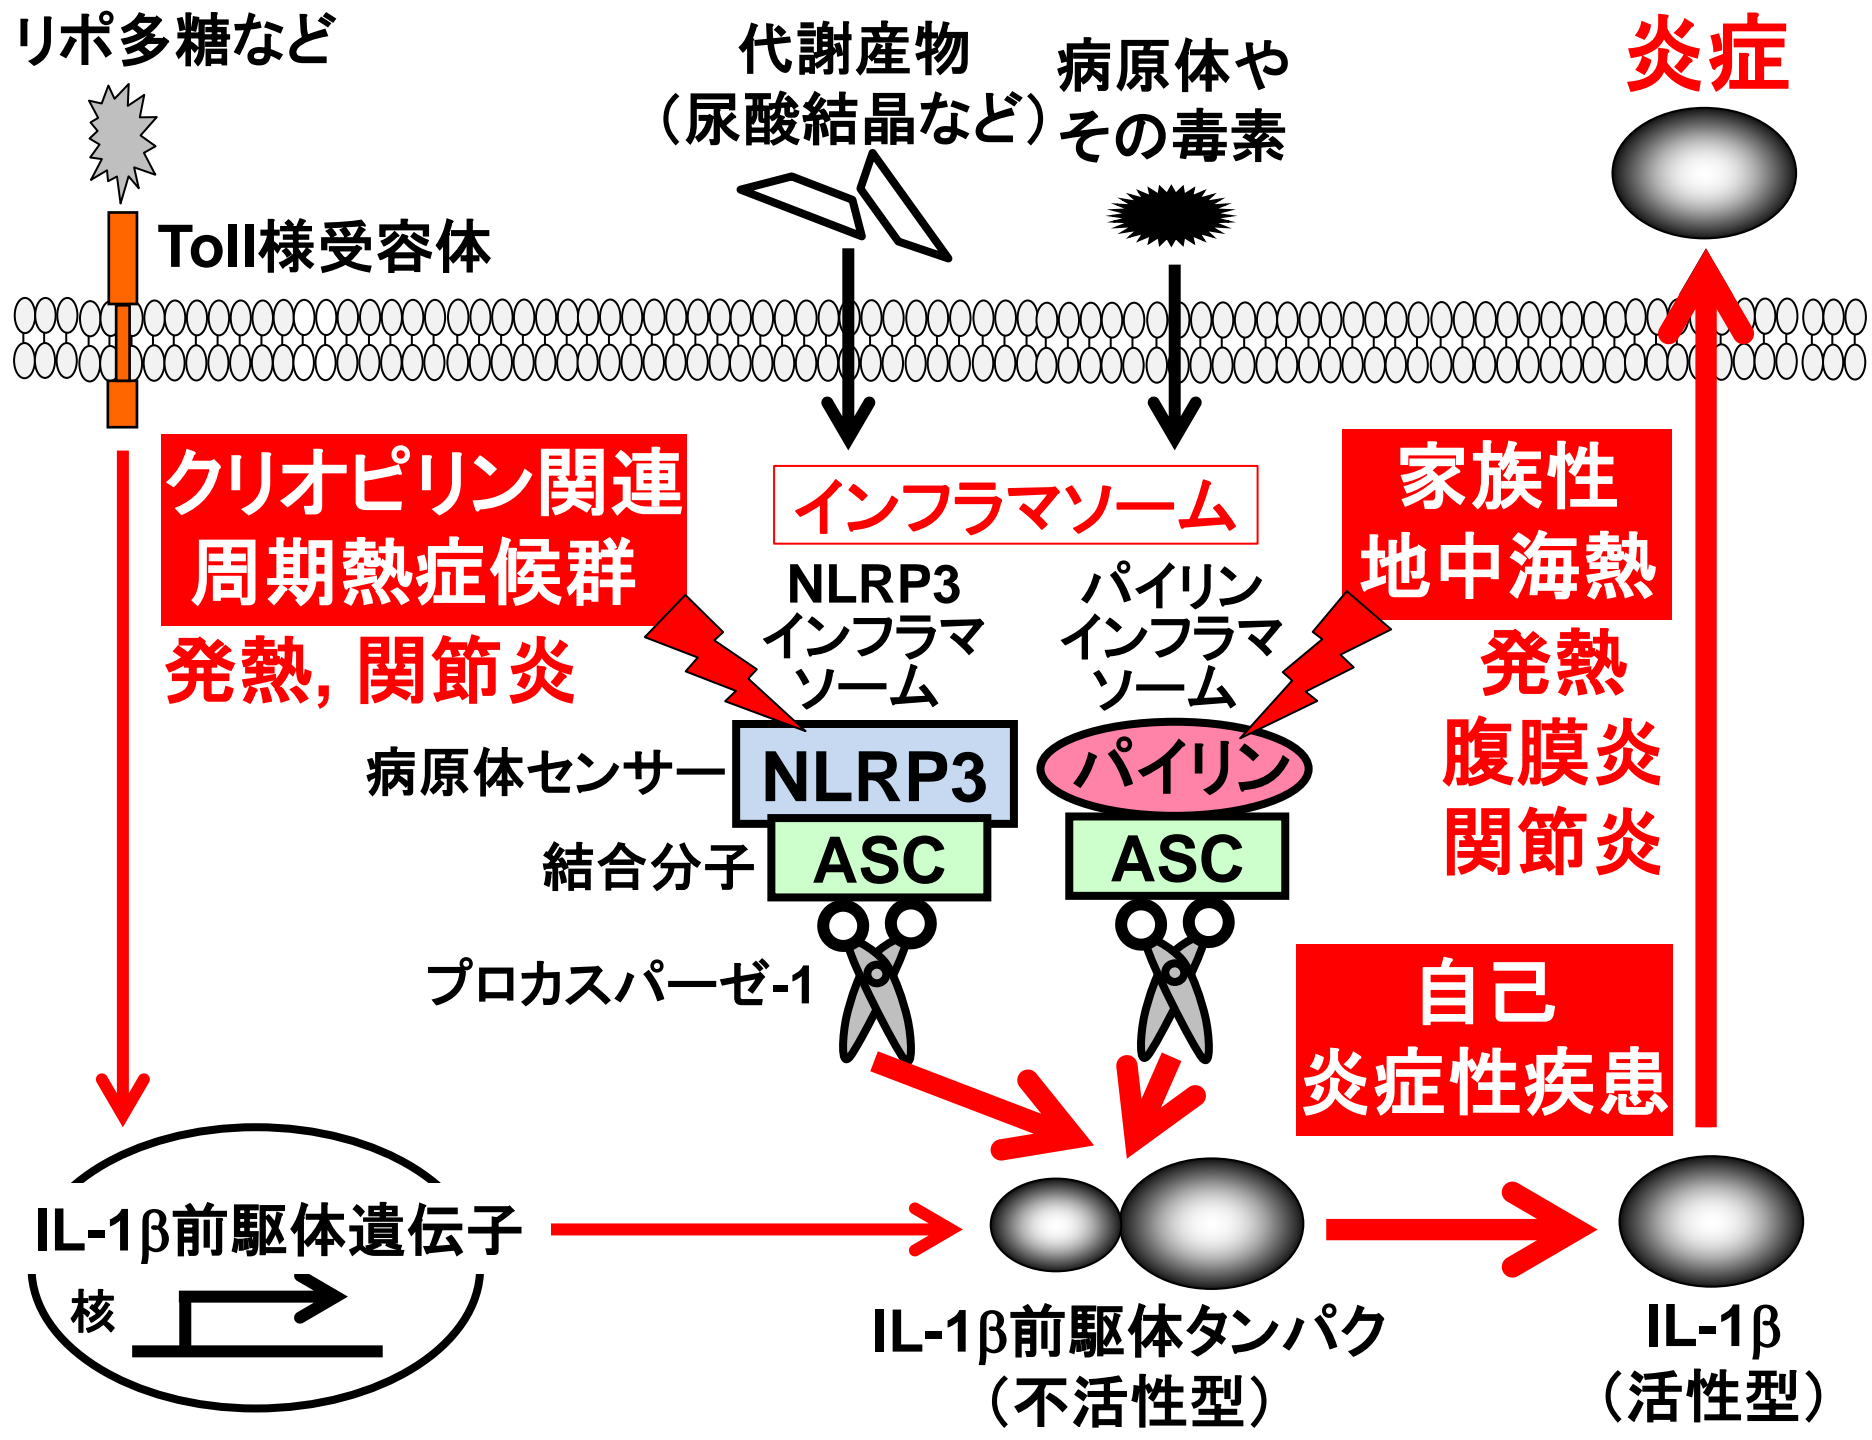 リポ多糖など
代謝産物
（尿酸結晶など）
病原体や
その毒素
炎症
Toll様受容体
クリオピリン関連
周期熱症候群
発熱, 関節炎
インフラマソーム
家族性
地中海熱
発熱
腹膜炎
関節炎
NLRP3
インフラマ
ソーム
パイリン
インフラマ
ソーム
病原体センサー
NLRP3
パイリン
結合分子
ASC
ASC
プロカスパーゼ-1
自己
炎症性疾患
IL-1β前駆体遺伝子
核
IL-1β前駆体タンパク
（不活性型）
IL-1β
（活性型）